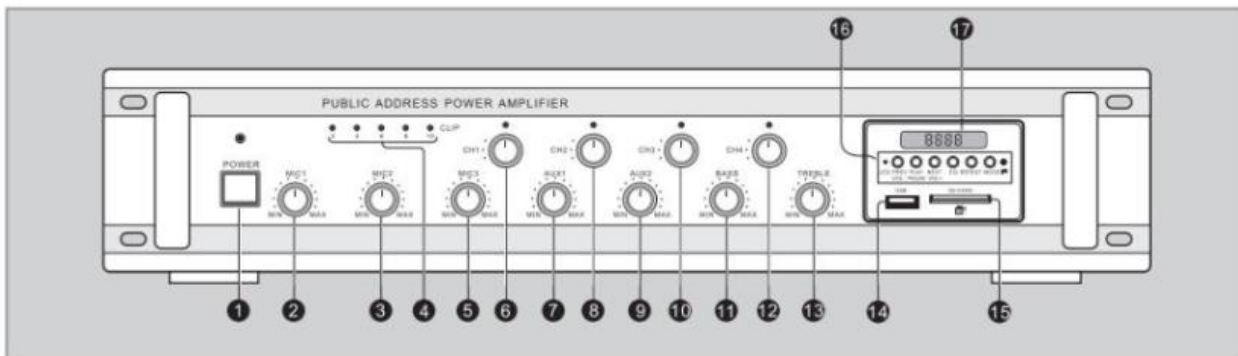 16 17
PUBLIC ADDRESS POWER AMPLIFIER
CLIP
8888
CH1 CH2 CH3 CH4
POWER
MIC1 MIC2 MIC3 AUX1 AUX2 BASS TREBLE
USB
MIN MAX MIN MAX MIN MAX MIN MAX MIN MAX MIN MAX MIN MAX
1 2 3 4 5 6 7 8 9 10 11 12 13 14 15